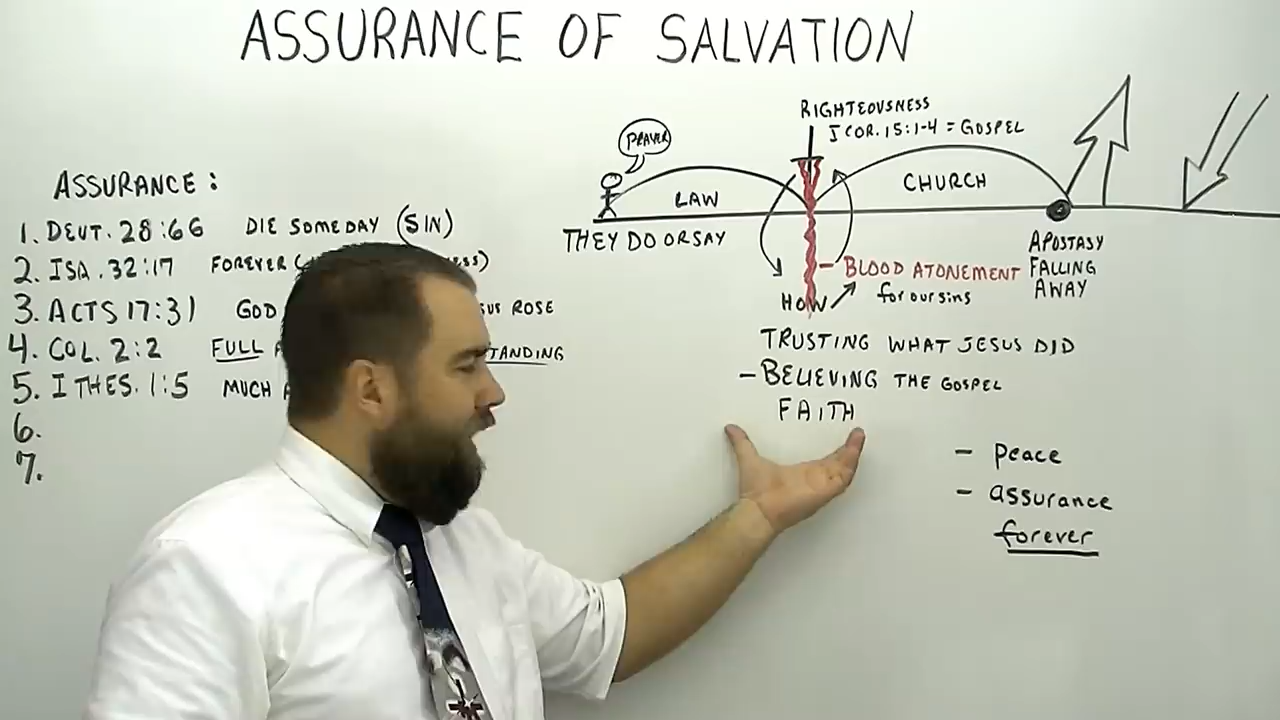 ASSURANCE OF SALVATION
ASSURANCE:
1. DEUT. 28:66 DIE SOMEDAY (SIN)
2. ISA. 32:17 FOREVER (
3. ACTS 17:31 GOD ROSE
4. COL. 2:2 FULL
5. I THES. 1:5 MUCH
6.
7.
RIGHTEOUSNESS
I COR. 15:1-4 = GOSPEL
PRAYER
LAW
CHURCH
THEY DO OR SAY
BLOOD ATONEMENT
for our sins
HOW
APOSTASY
FALLING
AWAY
TRUSTING WHAT JESUS DID
- BELIEVING THE GOSPEL
FAITH
- peace
- assurance
forever